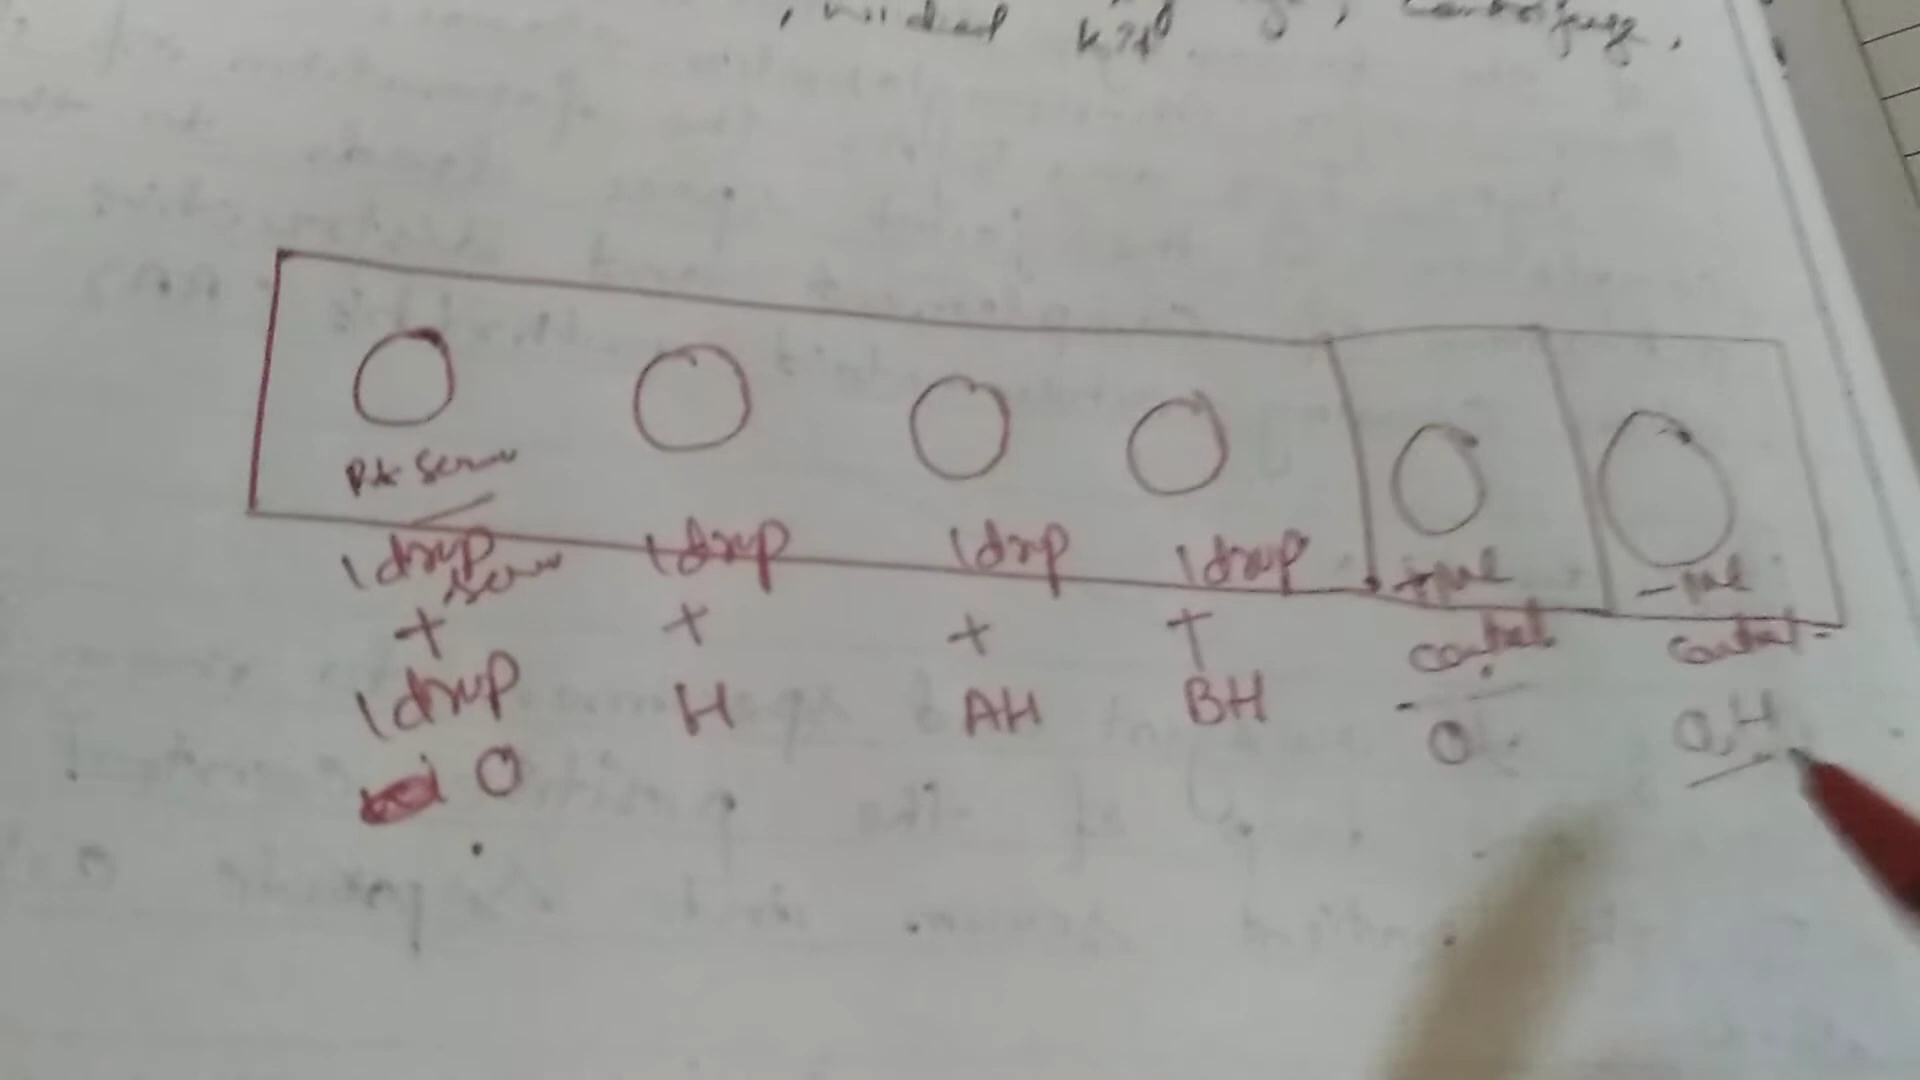 Pt serum
1 drop serum 1 drop 1 drop 1 drop +ve -ve
+ + + + control control
1 drop H AH BH O O, H
O